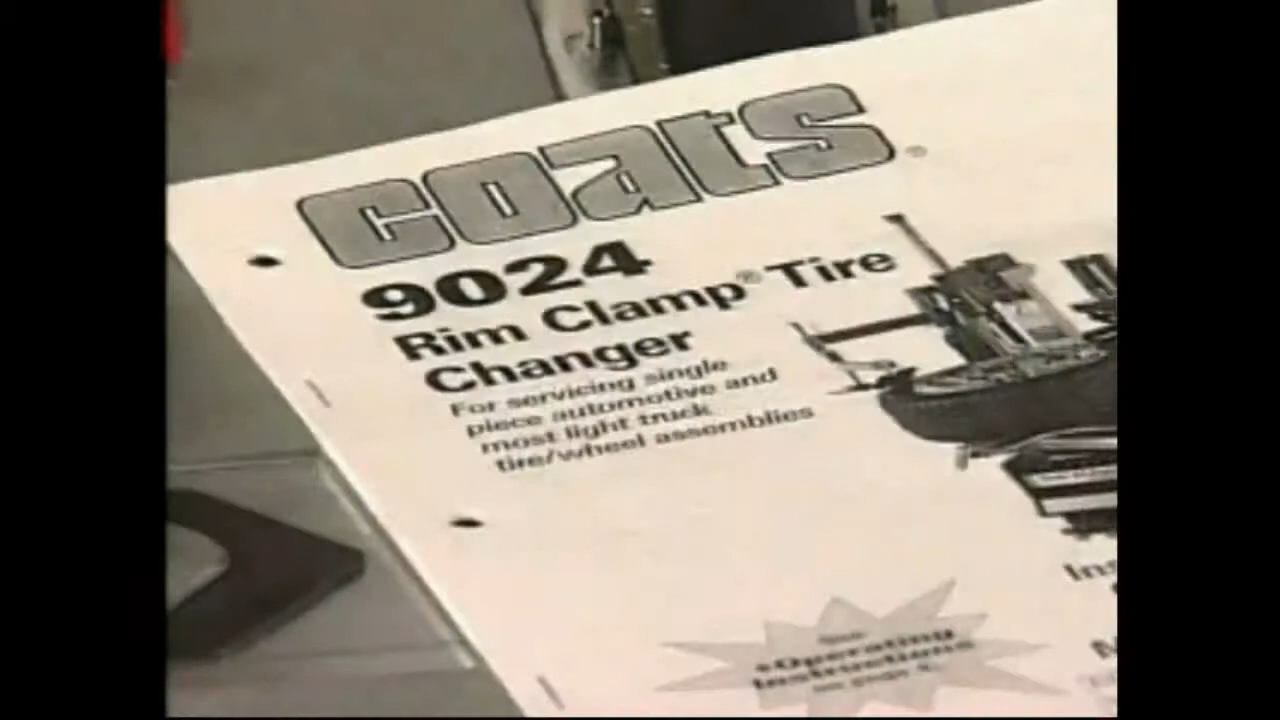 coats®
9024
Rim Clamp® Tire
Changer
For servicing single
piece automotive and
most light truck
tire/wheel assemblies
Operating
Instructions